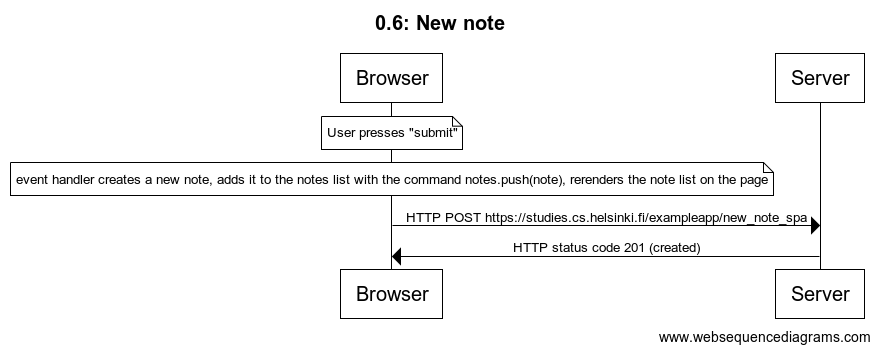 0.6: New note
Browser
Server
User presses "submit"
event handler creates a new note, adds it to the notes list with the command notes.push(note), rerenders the note list on the page
HTTP POST https://studies.cs.helsinki.fi/exampleapp/new_note_spa
HTTP status code 201 (created)
Browser
Server
www.websequencediagrams.com